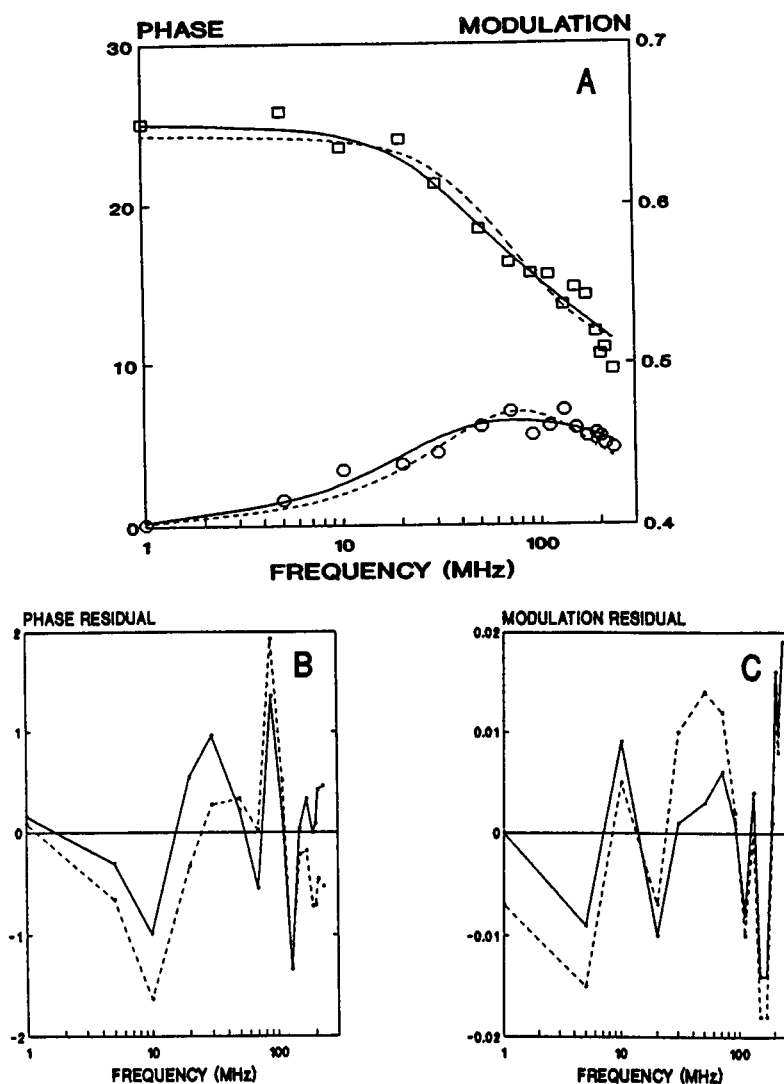 PHASE MODULATION
30 0.7
A
20 0.6
10 0.5
0 0.4
1 10 100
FREQUENCY (MHz)
PHASE RESIDUAL
2
B
1
0
-1
-2
1 10 100
FREQUENCY (MHz)
MODULATION RESIDUAL
0.02
C
0.01
0
-0.01
-0.02
1 10 100
FREQUENCY (MHz)